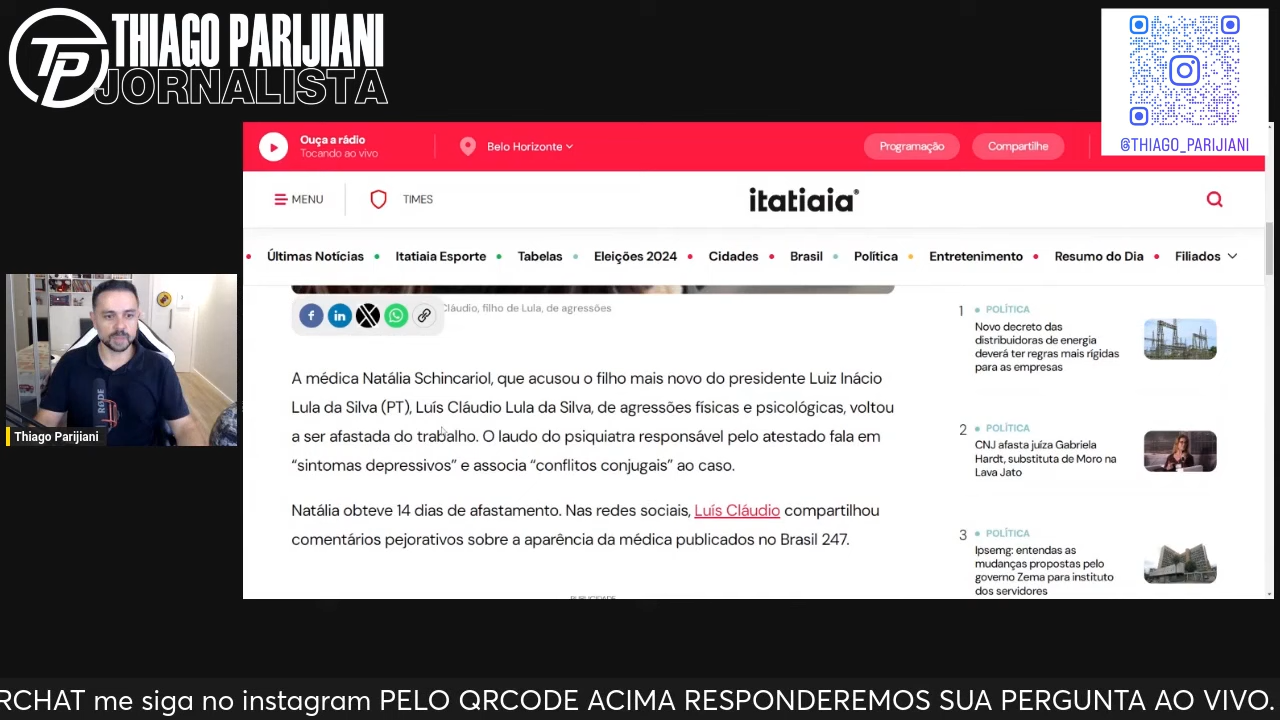 TP THIAGO PARIJIANI
JORNALISTA
@THIAGO_PARIJIANI
Ouça a rádio
Tocando ao vivo
Belo Horizonte
Programação
Compartilhe
MENU
TIMES
itatiaia®
Últimas Notícias • Itatiaia Esporte • Tabelas • Eleições 2024 • Cidades • Brasil • Política • Entretenimento • Resumo do Dia • Filiados
Cláudio, filho de Lula, de agressões
A médica Natália Schincariol, que acusou o filho mais novo do presidente Luiz Inácio
Lula da Silva (PT), Luís Cláudio Lula da Silva, de agressões físicas e psicológicas, voltou
a ser afastada do trabalho. O laudo do psiquiatra responsável pelo atestado fala em
“sintomas depressivos” e associa “conflitos conjugais” ao caso.
Natália obteve 14 dias de afastamento. Nas redes sociais, Luís Cláudio compartilhou
comentários pejorativos sobre a aparência da médica publicados no Brasil 247.
PUBLICIDADE
1 • POLÍTICA
Novo decreto das
distribuidoras de energia
deverá ter regras mais rígidas
para as empresas
2 • POLÍTICA
CNJ afasta juíza Gabriela
Hardt, substituta de Moro na
Lava Jato
3 • POLÍTICA
Ipsemg: entendas as
mudanças propostas pelo
governo Zema para instituto
dos servidores
RØDE
Thiago Parijiani
RCHAT me siga no instagram PELO QRCODE ACIMA RESPONDEREMOS SUA PERGUNTA AO VIVO.